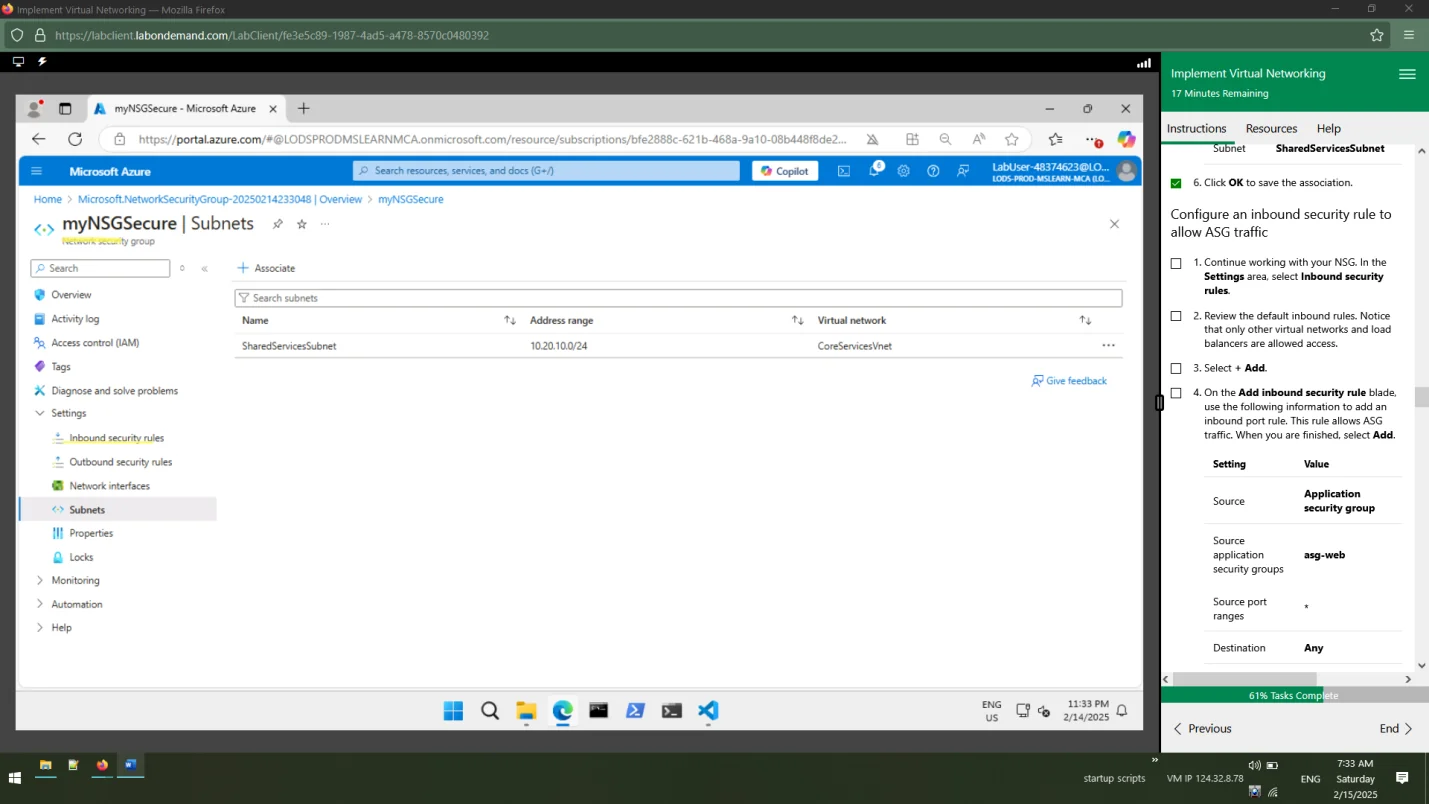 Implement Virtual Networking — Mozilla Firefox
https://labclient.labondemand.com/LabClient/fe3e5c89-1987-4ad5-a478-8570c0480392
myNSGSecure - Microsoft Azure
https://portal.azure.com/#@LODSPRODMSLEARNMCA.onmicrosoft.com/resource/subscriptions/bfe2888c-621b-468a-9a10-08b448f8de2...
Microsoft Azure
Search resources, services, and docs (G+/)
Copilot
6
LabUser-48374623@LO...
LODS-PROD-MSLEARN-MCA (LO...
Home > Microsoft.NetworkSecurityGroup-20250214233048 | Overview > myNSGSecure
myNSGSecure | Subnets
Network security group
Search
Overview
Activity log
Access control (IAM)
Tags
Diagnose and solve problems
Settings
Inbound security rules
Outbound security rules
Network interfaces
Subnets
Properties
Locks
Monitoring
Automation
Help
Associate
Search subnets
Name Address range Virtual network
SharedServicesSubnet 10.20.10.0/24 CoreServicesVnet
Give feedback
ENG
US
11:33 PM
2/14/2025
Implement Virtual Networking
17 Minutes Remaining
Instructions Resources Help
Subnet SharedServicesSubnet
6. Click OK to save the association.
Configure an inbound security rule to
allow ASG traffic
1. Continue working with your NSG. In the
Settings area, select Inbound security
rules.
2. Review the default inbound rules. Notice
that only other virtual networks and load
balancers are allowed access.
3. Select + Add.
4. On the Add inbound security rule blade,
use the following information to add an
inbound port rule. This rule allows ASG
traffic. When you are finished, select Add.
Setting Value
Source Application
security group
Source
application
security groups
asg-web
Source port
ranges
*
Destination Any
61% Tasks Complete
Previous End
startup scripts
VM IP 124.32.8.78
ENG
7:33 AM
Saturday
2/15/2025